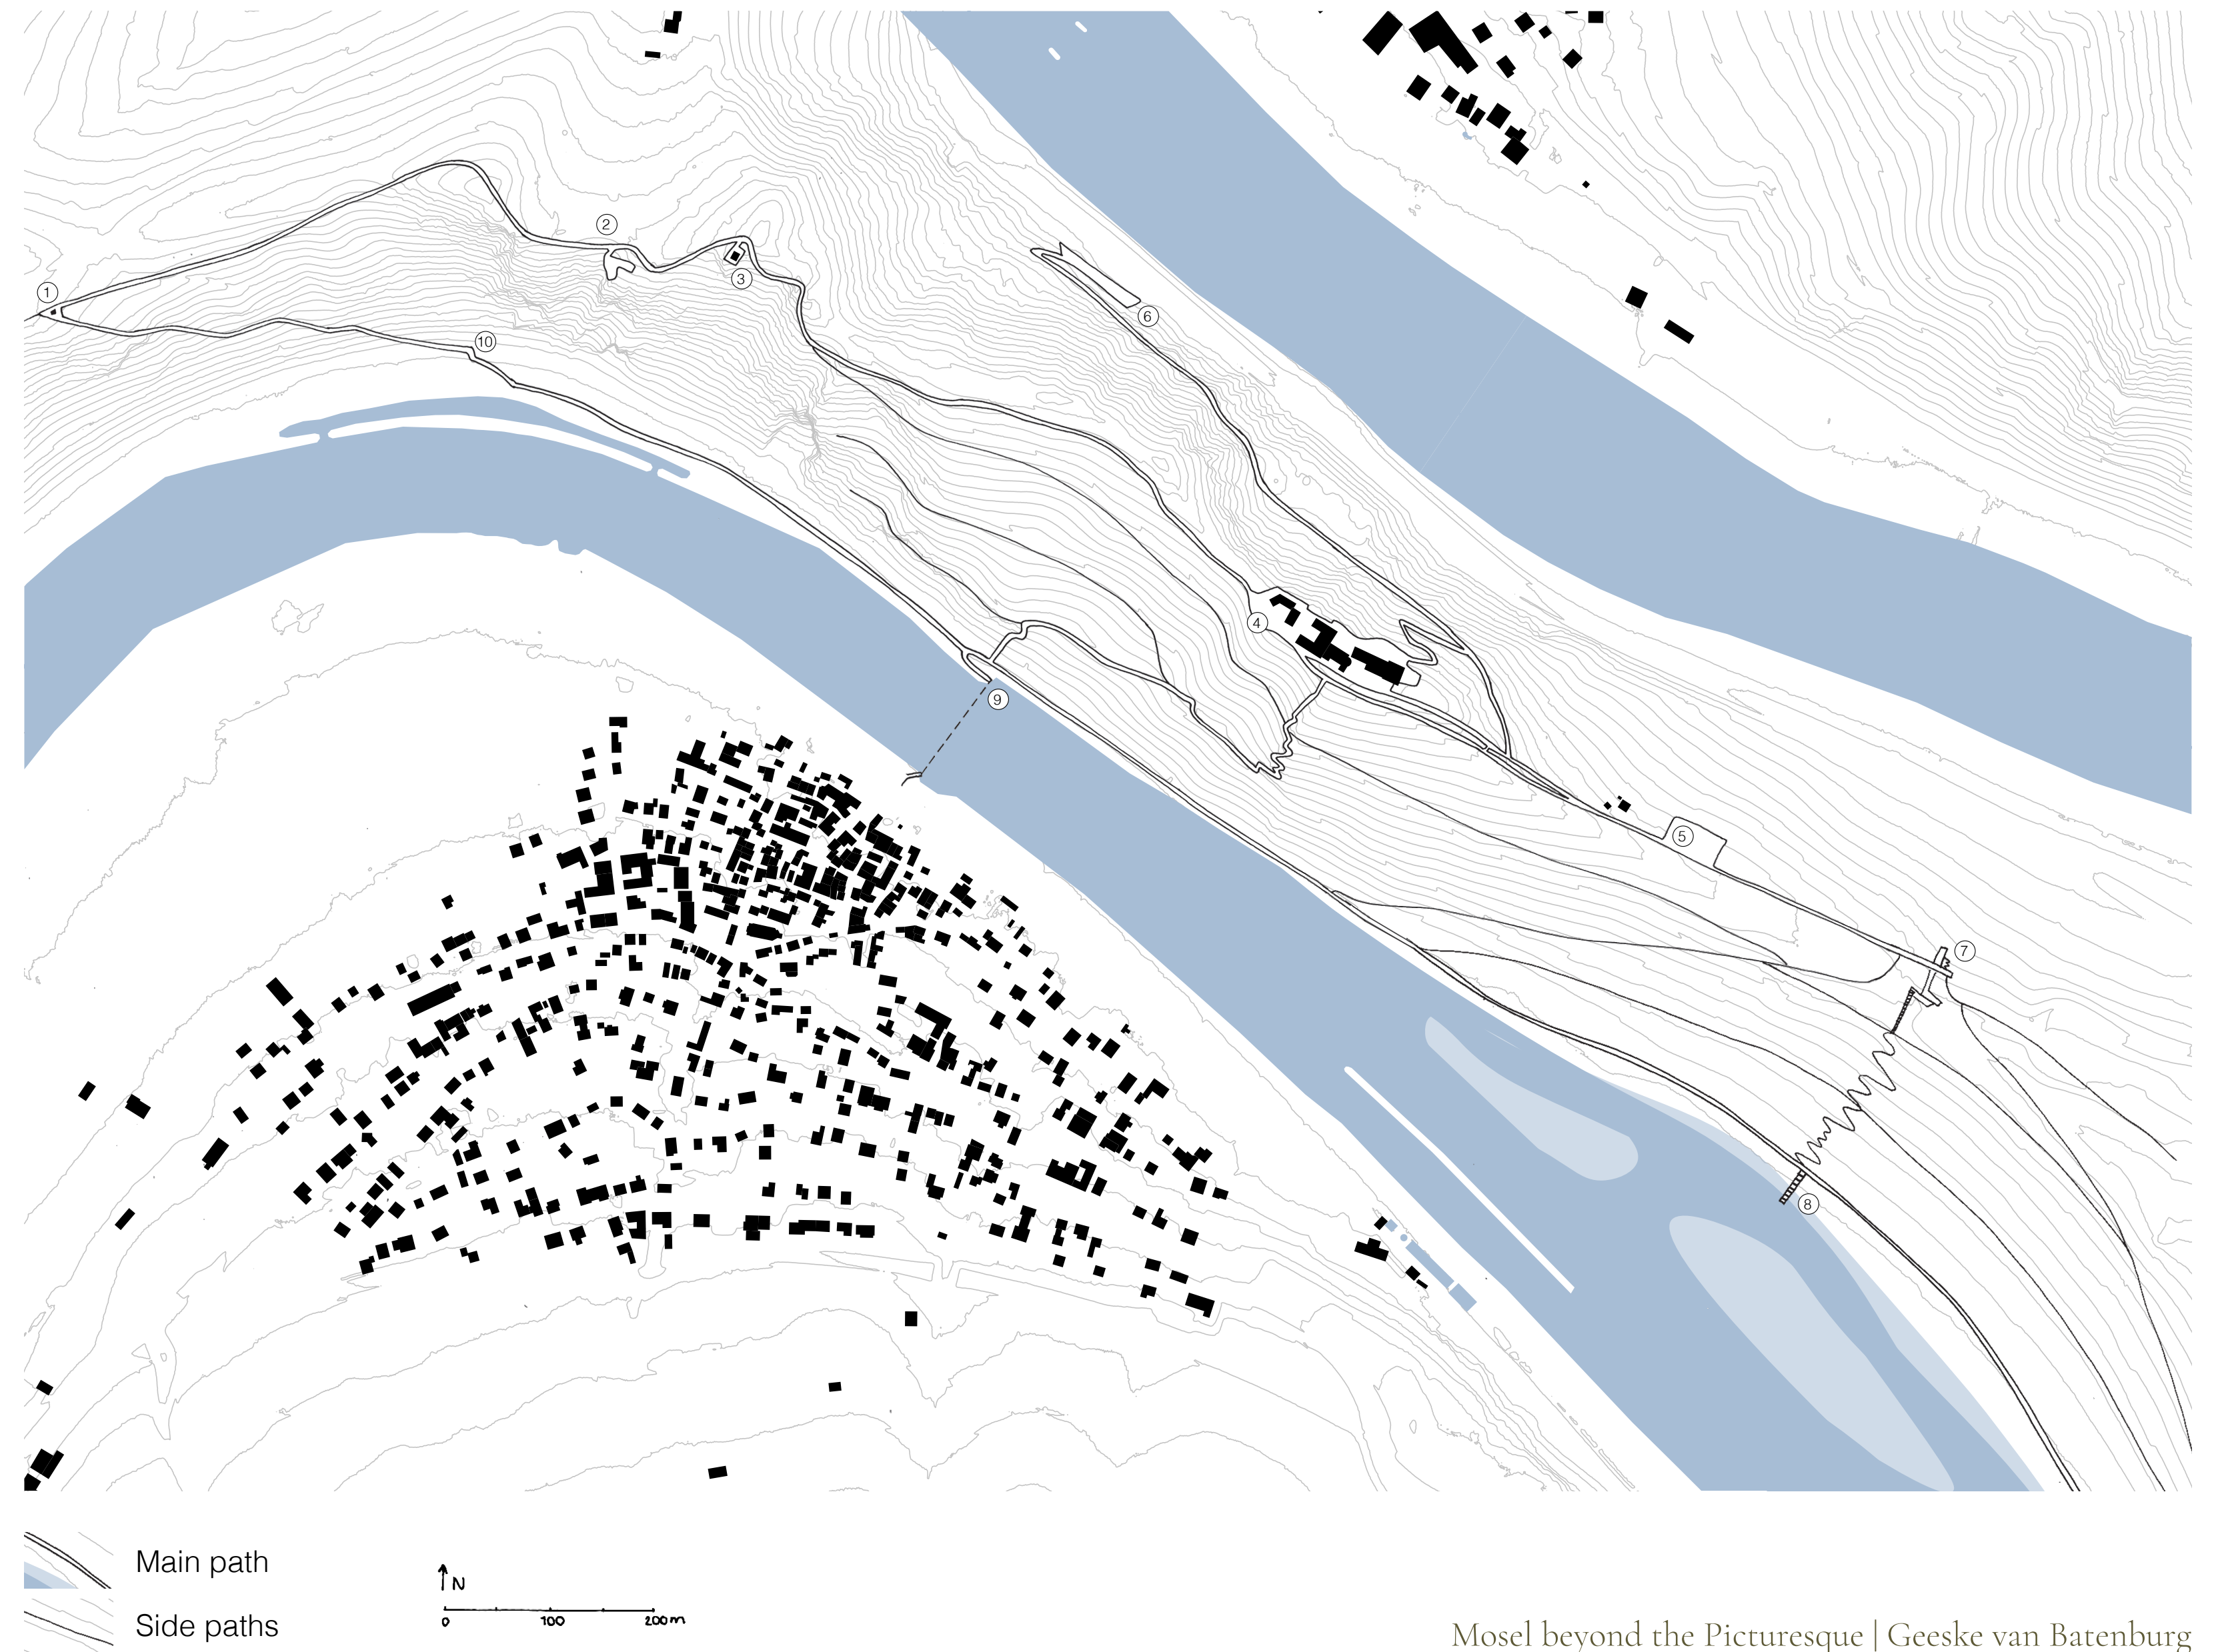 2
3
1
6
10
4
9
5
7
8
Main path
N
0 100 200m
Side paths
Mosel beyond the Picturesque | Geeske van Batenburg